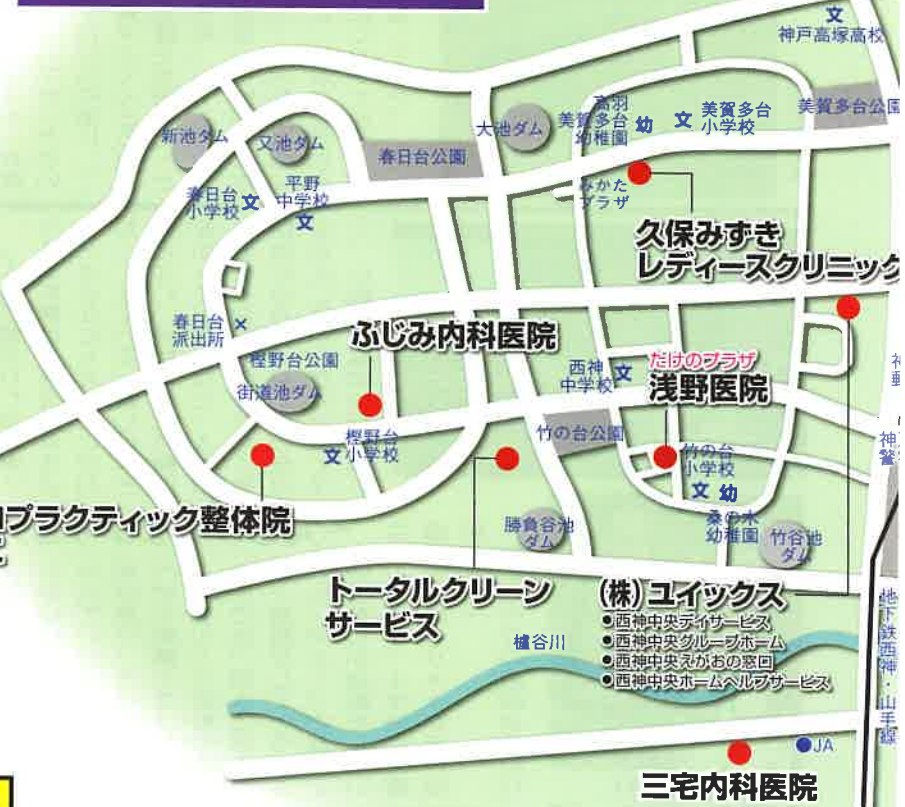 文
神戸高塚高校
美賀多台公園
高羽
美賀多台
幼稚園
幼
文
美賀多台
小学校
大池ダム
新池ダム
又池ダム
春日台公園
春日台
小学校
文
平野
中学校
文
みかた
プラザ
久保みずき
レディースクリニック
春日台
派出所
ふじみ内科医院
樫野台公園
街道池ダム
西神
中学校
文
たけのプラザ
浅野医院
樫野台
小学校
文
竹の台公園
竹の台
小学校
文
幼
桑の木
幼稚園
竹谷池
ダム
勝負谷池
ダム
プラクティック整体院
トータルクリーン
サービス
(株)ユイックス
●西神中央デイサービス
●西神中央グループホーム
●西神中央えがおの窓口
●西神中央ホームヘルプサービス
櫨谷川
地下鉄西神・山手線
JA
三宅内科医院